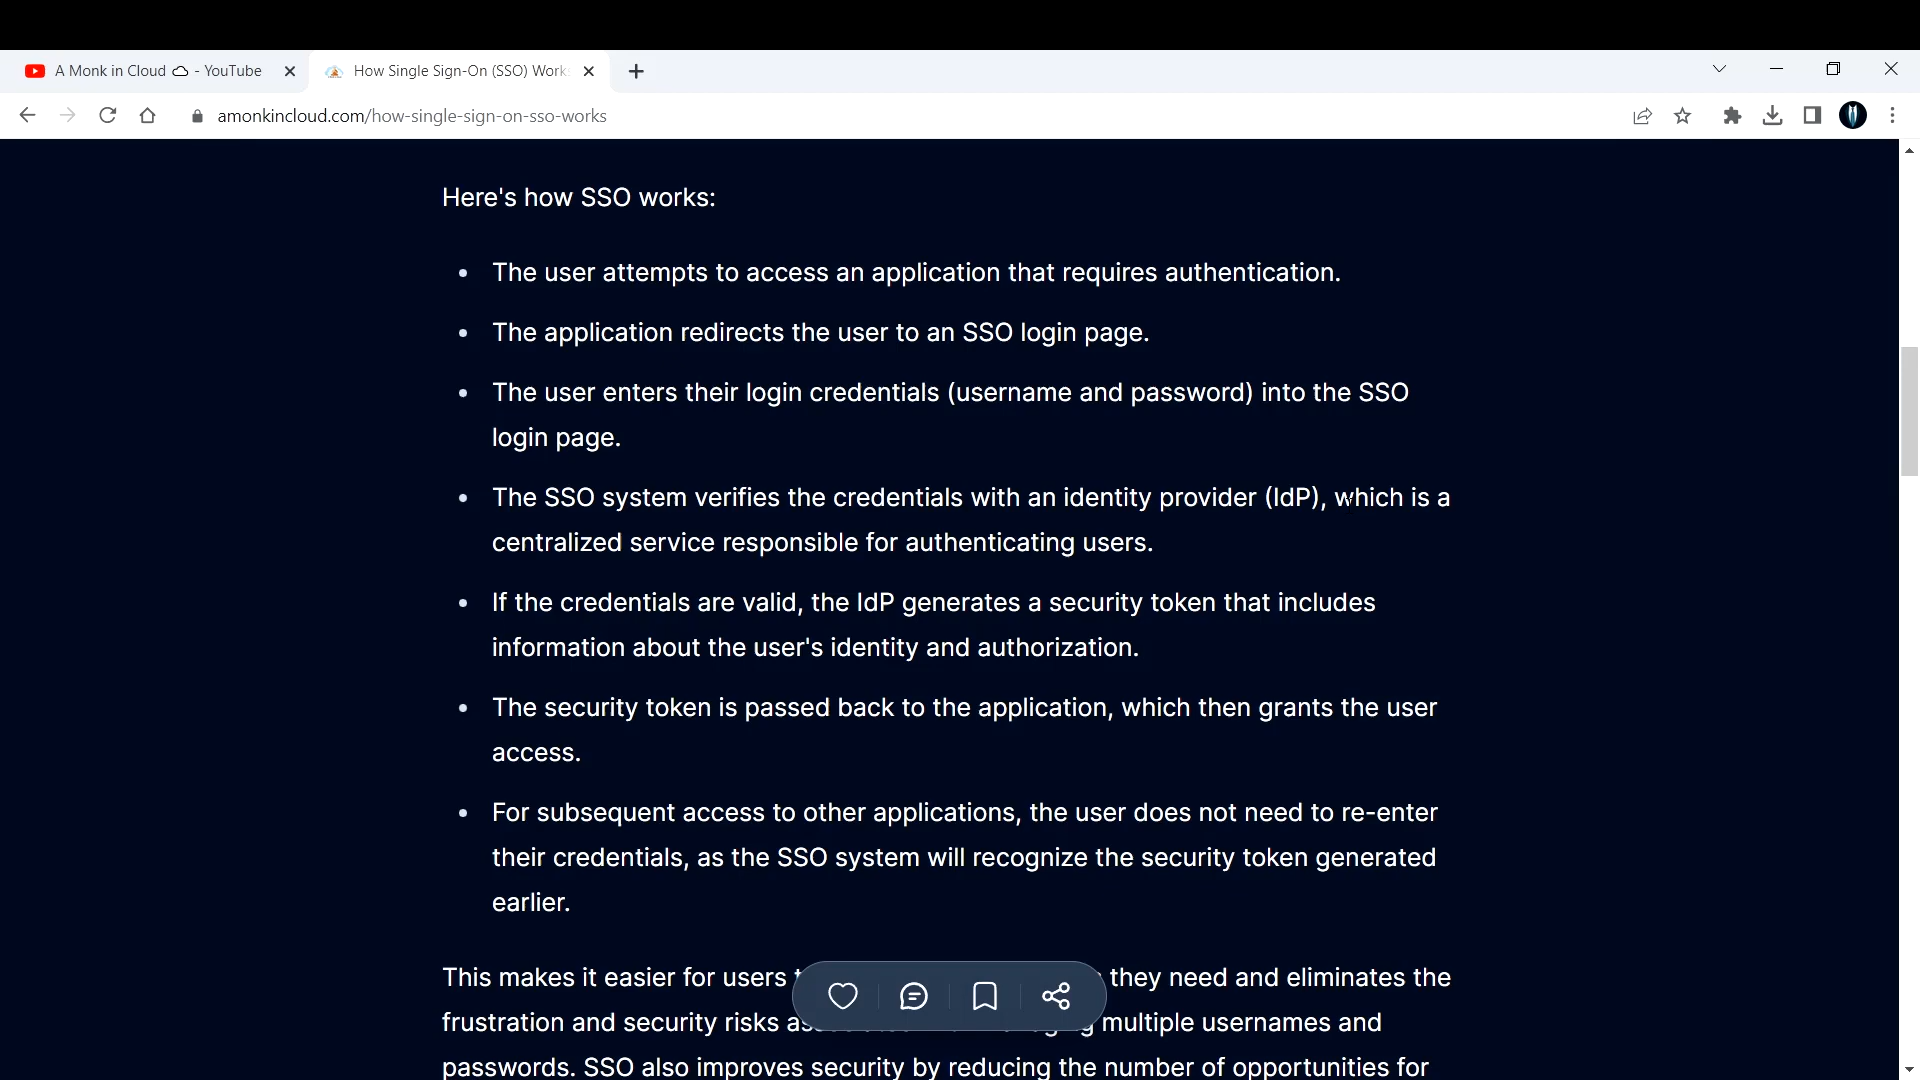 A Monk in Cloud - YouTube
How Single Sign-On (SSO) Work
amonkincloud.com/how-single-sign-on-sso-works
Here's how SSO works:
The user attempts to access an application that requires authentication.
The application redirects the user to an SSO login page.
The user enters their login credentials (username and password) into the SSO
login page.
The SSO system verifies the credentials with an identity provider (IdP), which is a
centralized service responsible for authenticating users.
If the credentials are valid, the IdP generates a security token that includes
information about the user's identity and authorization.
The security token is passed back to the application, which then grants the user
access.
For subsequent access to other applications, the user does not need to re-enter
their credentials, as the SSO system will recognize the security token generated
earlier.
This makes it easier for users they need and eliminates the
frustration and security risks multiple usernames and
passwords. SSO also improves security by reducing the number of opportunities for